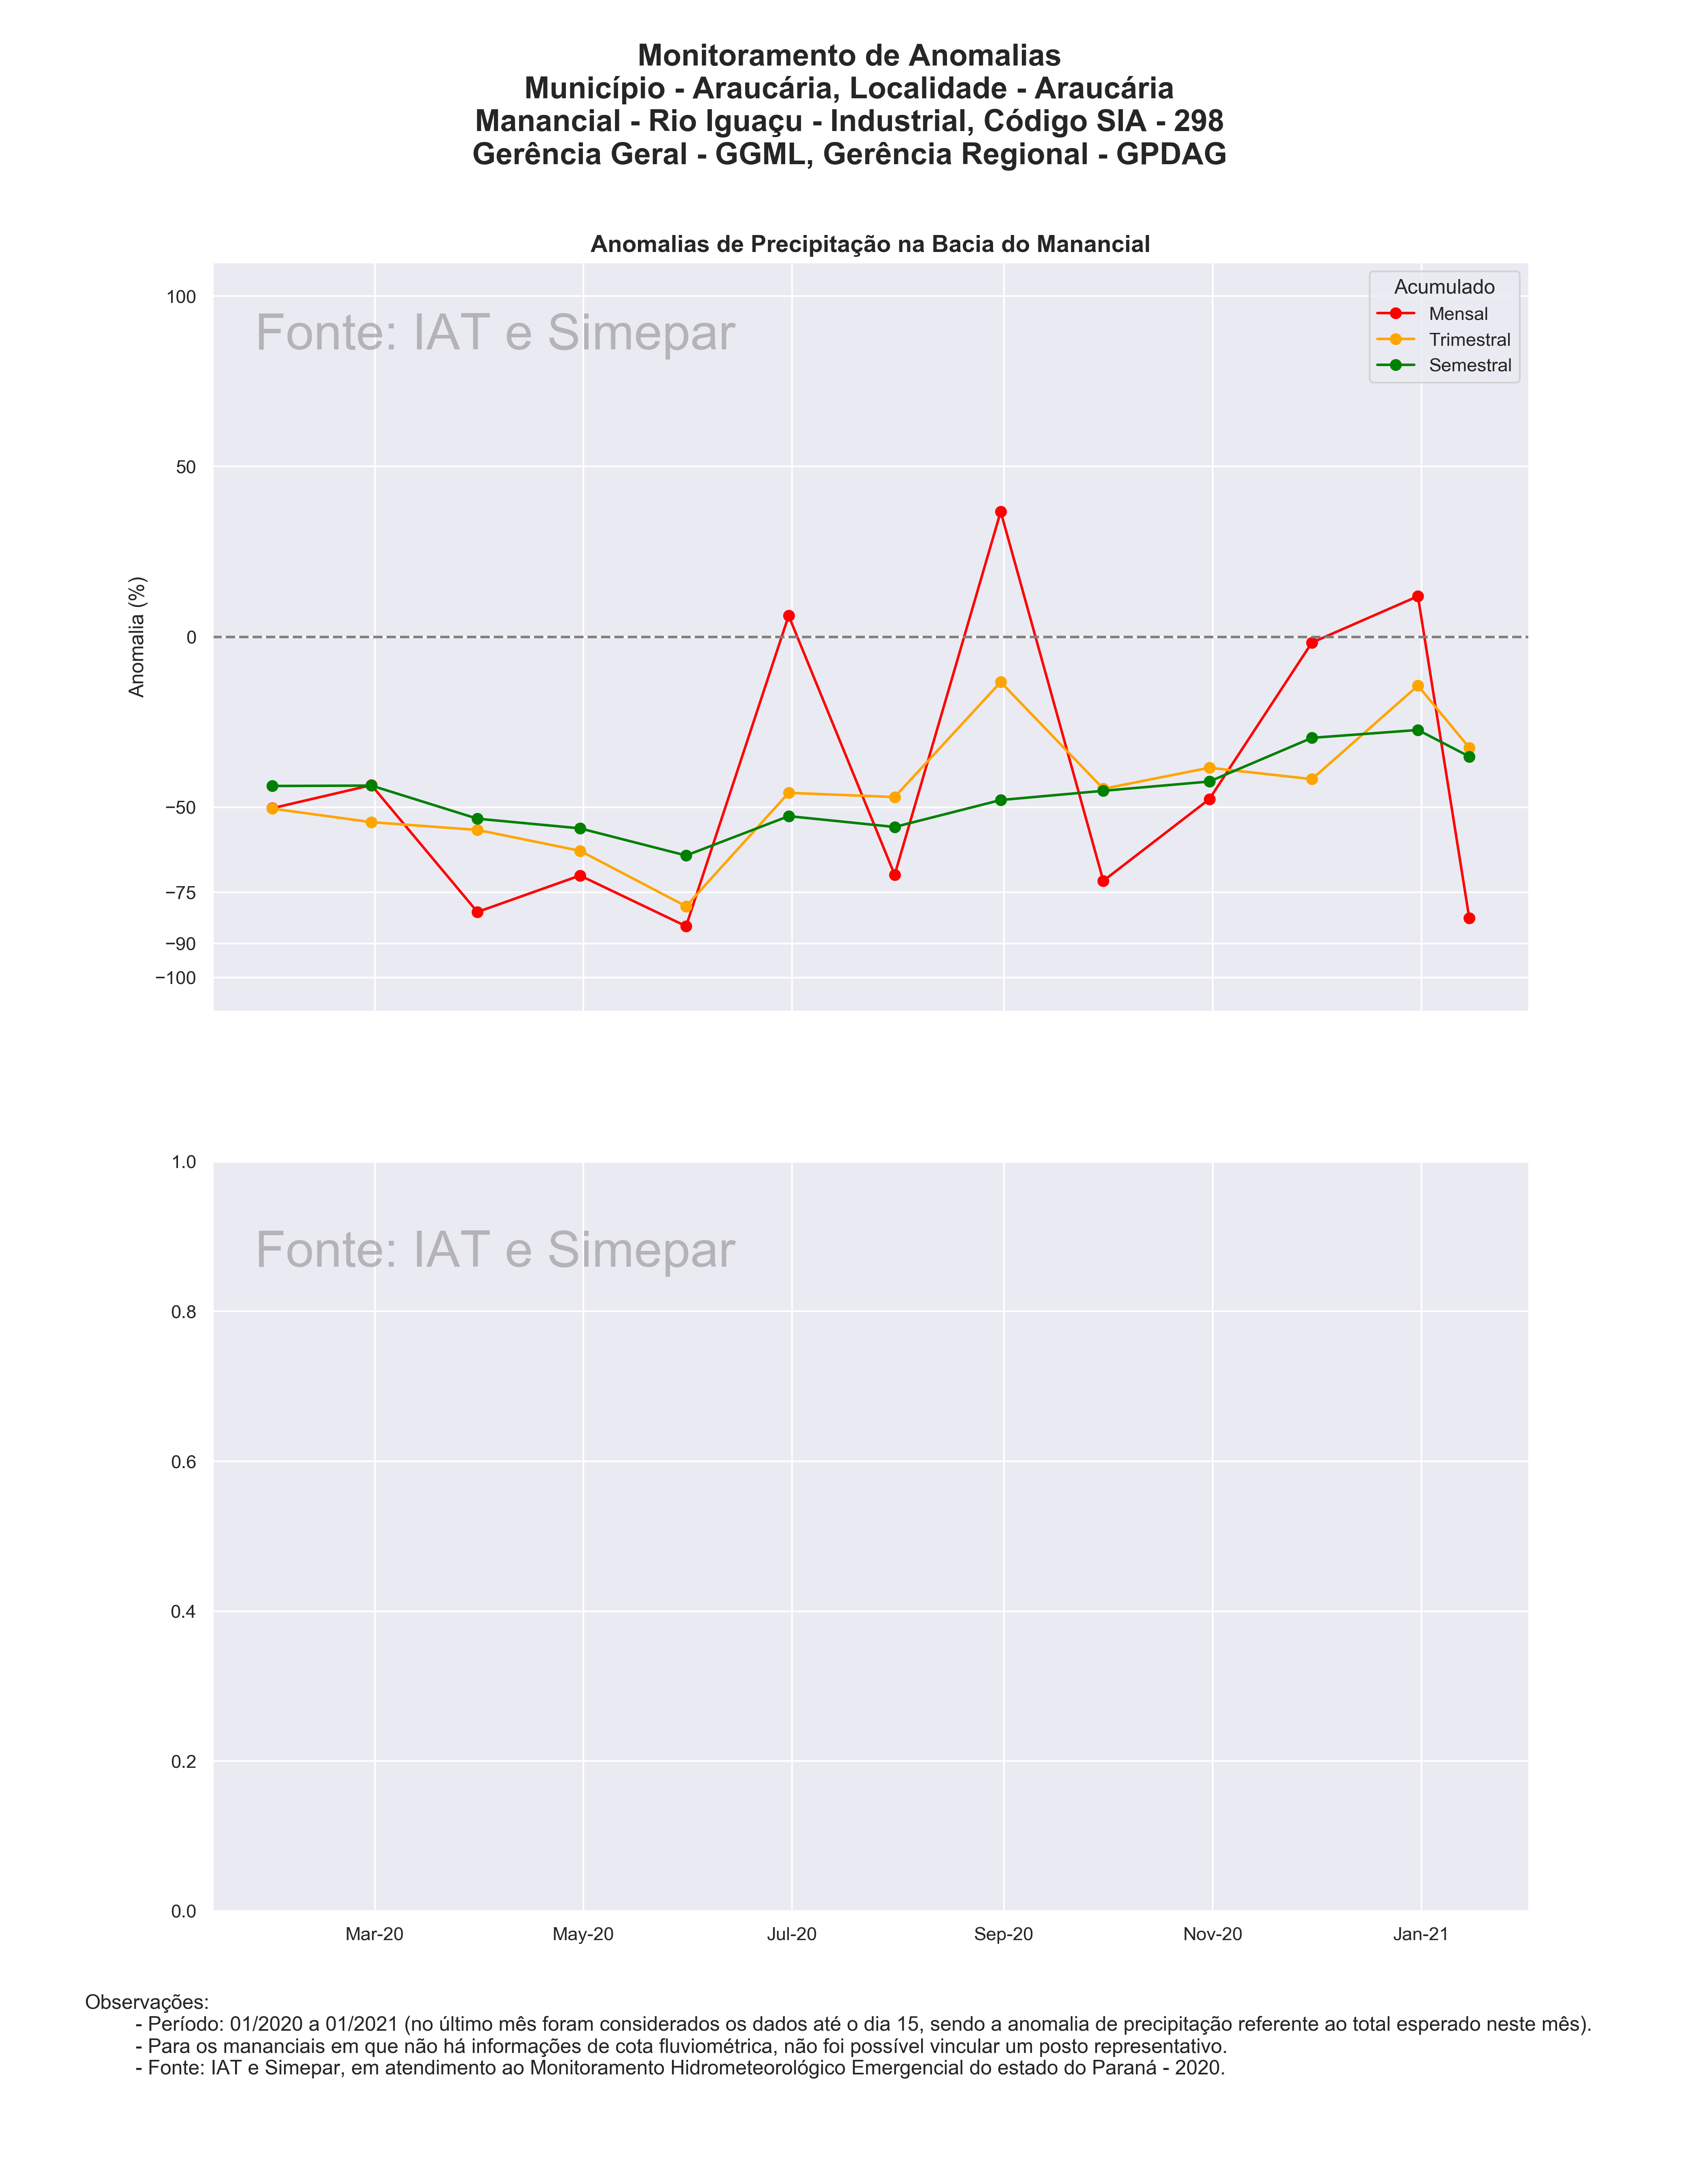 Monitoramento de Anomalias
Município - Araucária, Localidade - Araucária
Manancial - Rio Iguaçu - Industrial, Código SIA - 298
Gerência Geral - GGML, Gerência Regional - GPDAG
Anomalias de Precipitação na Bacia do Manancial
Fonte: IAT e Simepar
Acumulado
Mensal
Trimestral
Semestral
Anomalia (%)
100
50
0
−50
−75
−90
−100
Fonte: IAT e Simepar
1.0
0.8
0.6
0.4
0.2
0.0
Mar-20 May-20 Jul-20 Sep-20 Nov-20 Jan-21
Observações:
- Período: 01/2020 a 01/2021 (no último mês foram considerados os dados até o dia 15, sendo a anomalia de precipitação referente ao total esperado neste mês).
- Para os mananciais em que não há informações de cota fluviométrica, não foi possível vincular um posto representativo.
- Fonte: IAT e Simepar, em atendimento ao Monitoramento Hidrometeorológico Emergencial do estado do Paraná - 2020.